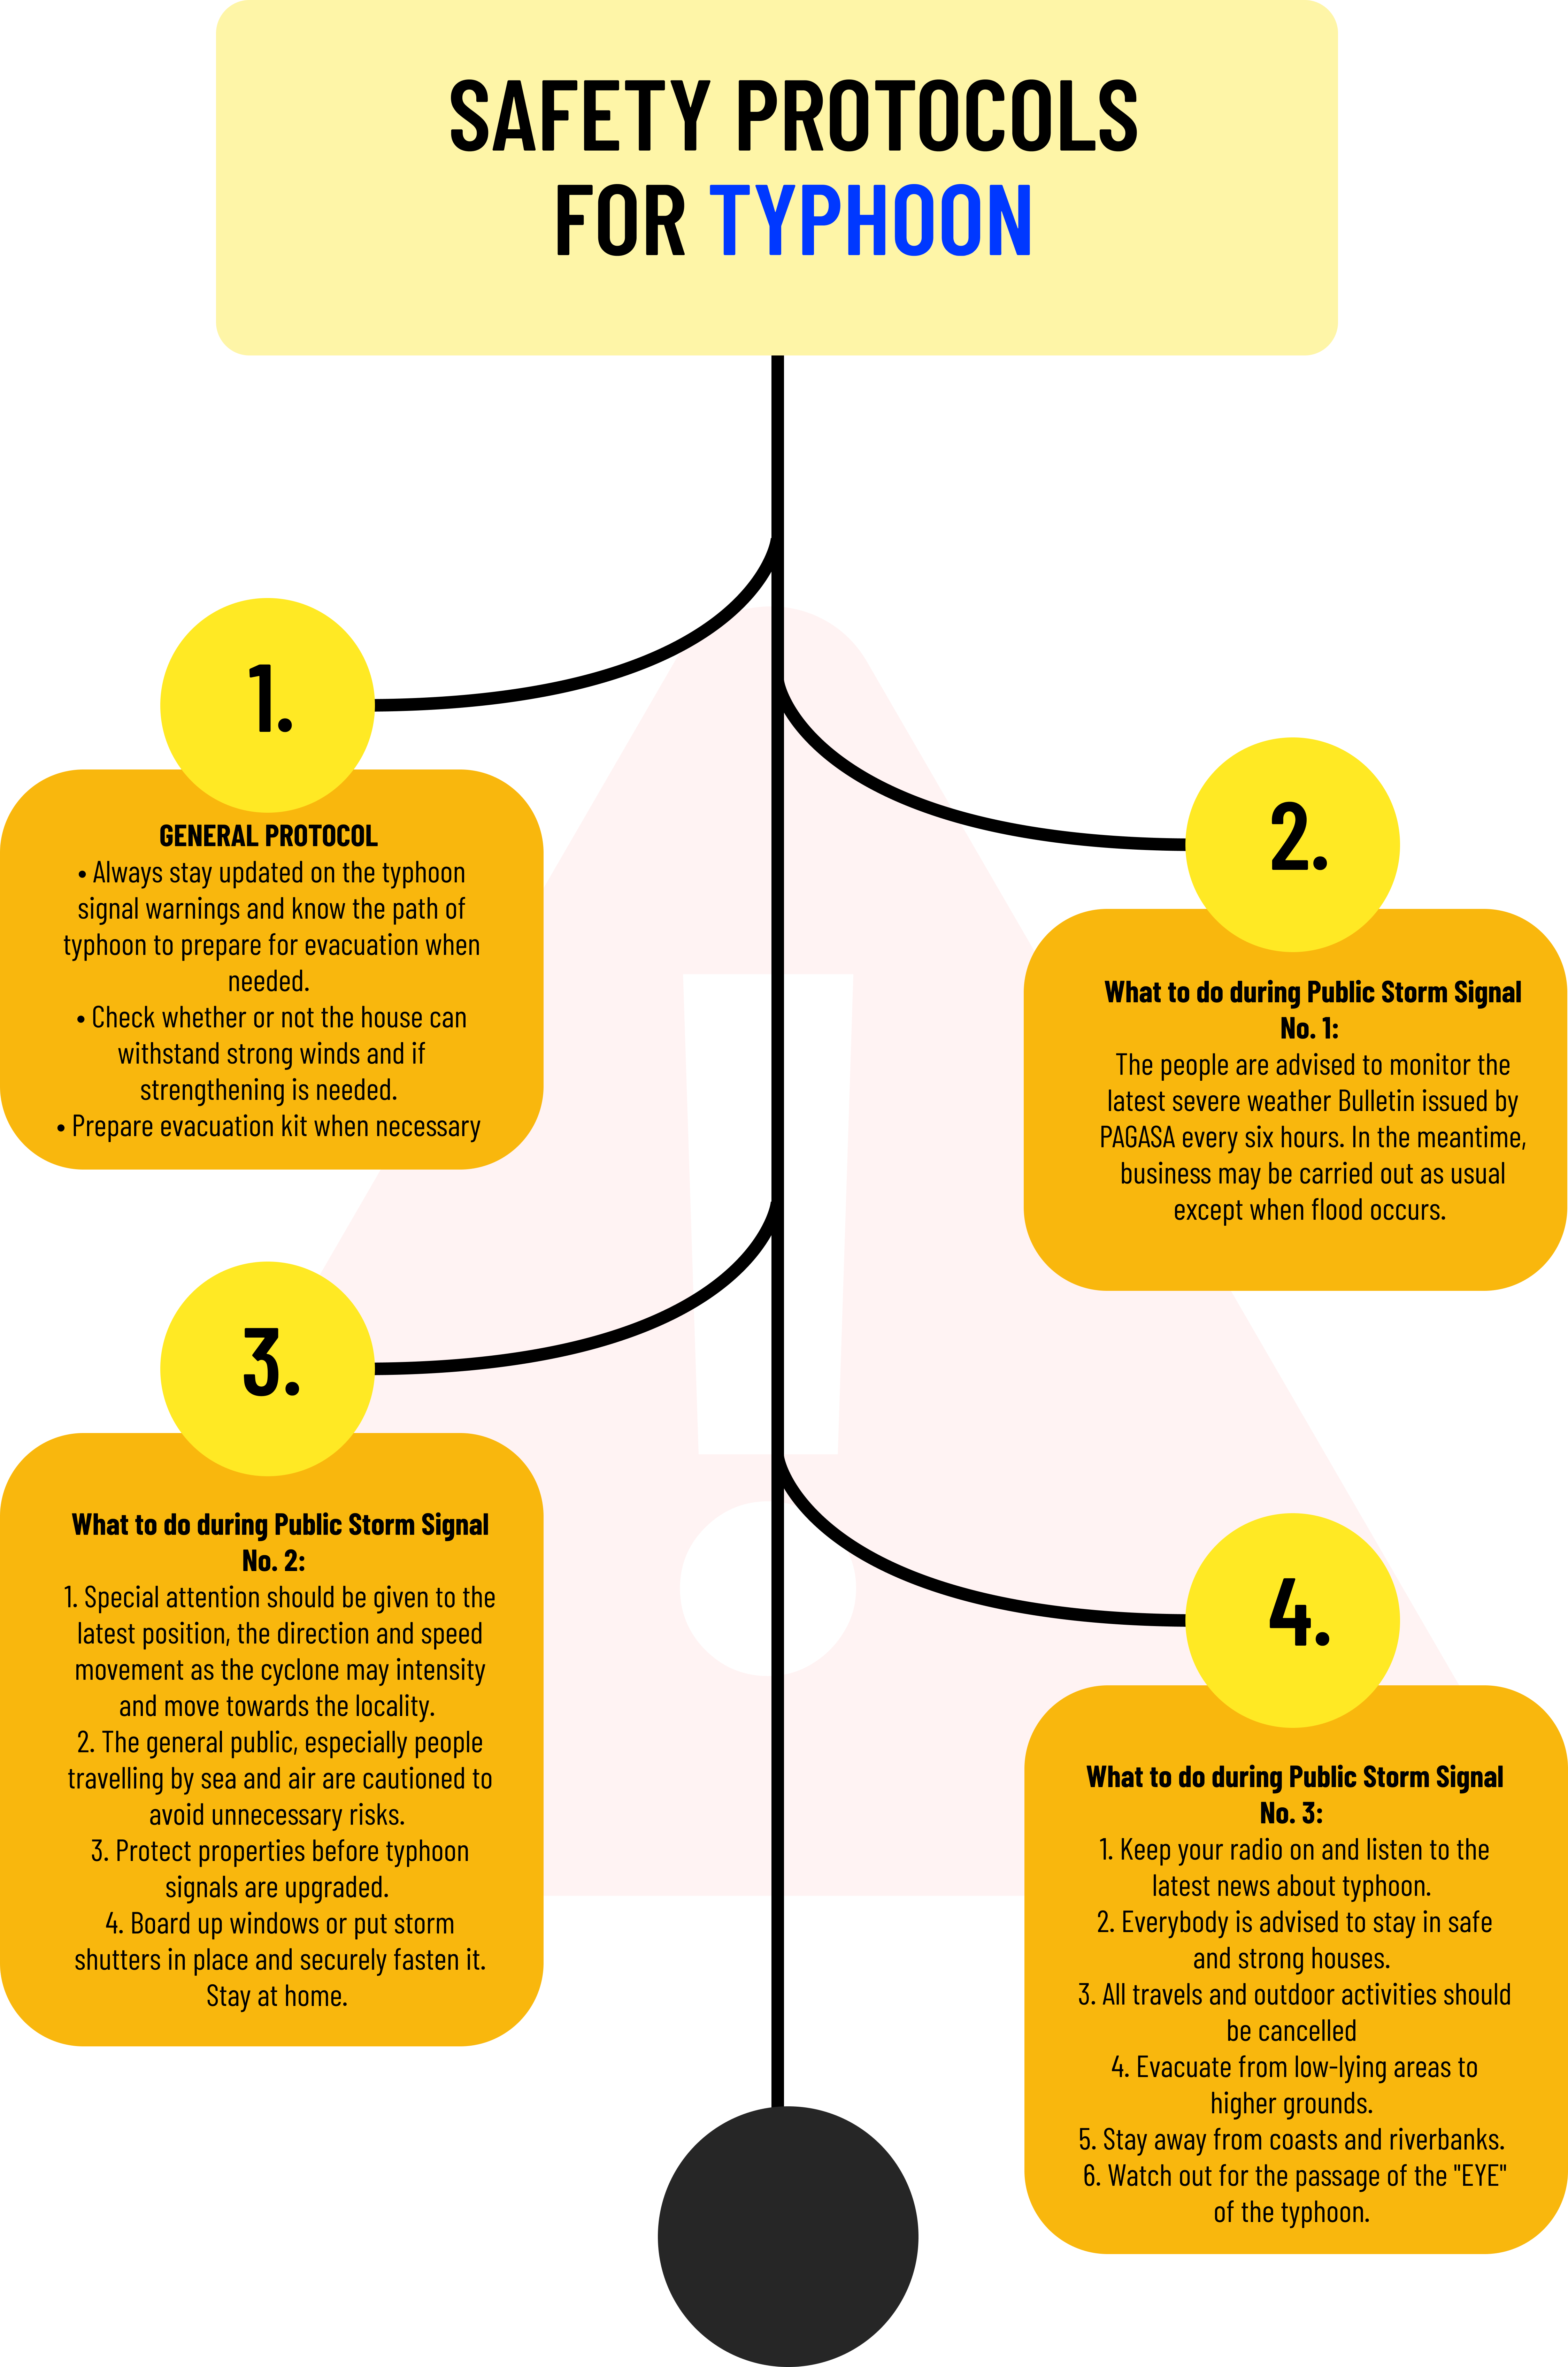 SAFETY PROTOCOLS
FOR TYPHOON
1.
GENERAL PROTOCOL
• Always stay updated on the typhoon
signal warnings and know the path of
typhoon to prepare for evacuation when
needed.
• Check whether or not the house can
withstand strong winds and if
strengthening is needed.
• Prepare evacuation kit when necessary
2.
What to do during Public Storm Signal
No. 1:
The people are advised to monitor the
latest severe weather Bulletin issued by
PAGASA every six hours. In the meantime,
business may be carried out as usual
except when flood occurs.
3.
What to do during Public Storm Signal
No. 2:
1. Special attention should be given to the
latest position, the direction and speed
movement as the cyclone may intensity
and move towards the locality.
2. The general public, especially people
travelling by sea and air are cautioned to
avoid unnecessary risks.
3. Protect properties before typhoon
signals are upgraded.
4. Board up windows or put storm
shutters in place and securely fasten it.
Stay at home.
4.
What to do during Public Storm Signal
No. 3:
1. Keep your radio on and listen to the
latest news about typhoon.
2. Everybody is advised to stay in safe
and strong houses.
3. All travels and outdoor activities should
be cancelled
4. Evacuate from low-lying areas to
higher grounds.
5. Stay away from coasts and riverbanks.
6. Watch out for the passage of the "EYE"
of the typhoon.